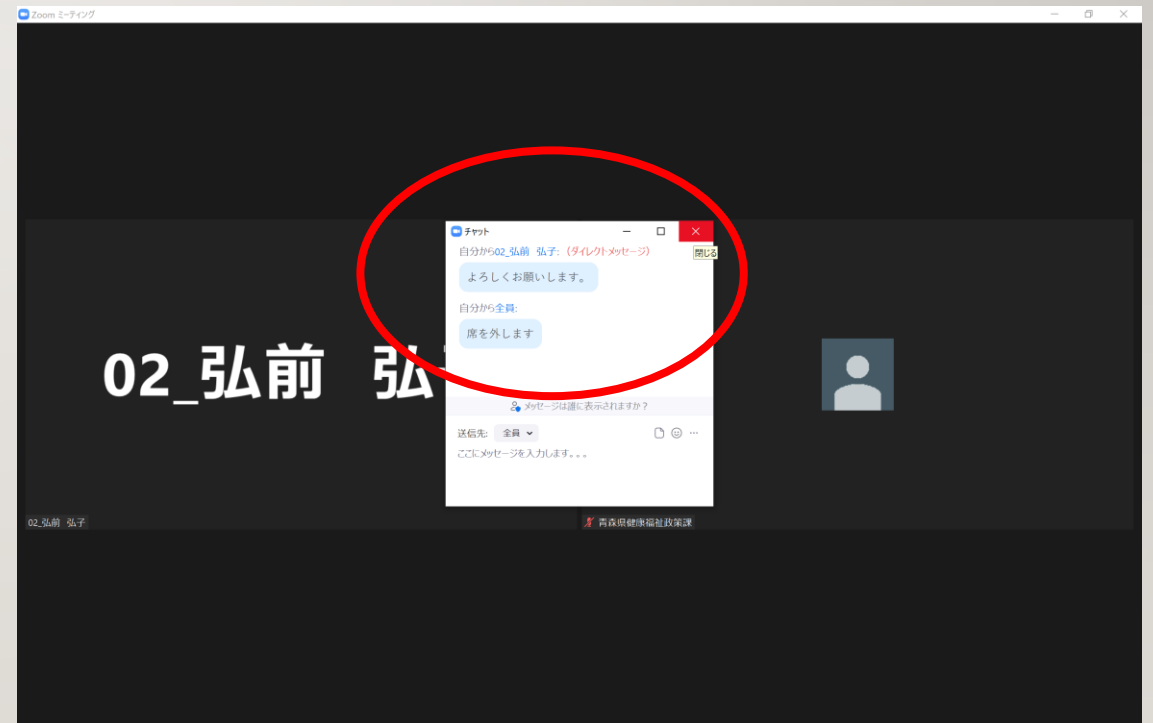 Zoom ミーティング
チャット
自分から02_弘前 弘子: (ダイレクトメッセージ)
閉じる
よろしくお願いします。
自分から全員:
席を外します
02_弘前 弘
メッセージは誰に表示されますか?
送信先: 全員
ここにメッセージを入力します。。。
02_弘前 弘子
青森県健康福祉政策課